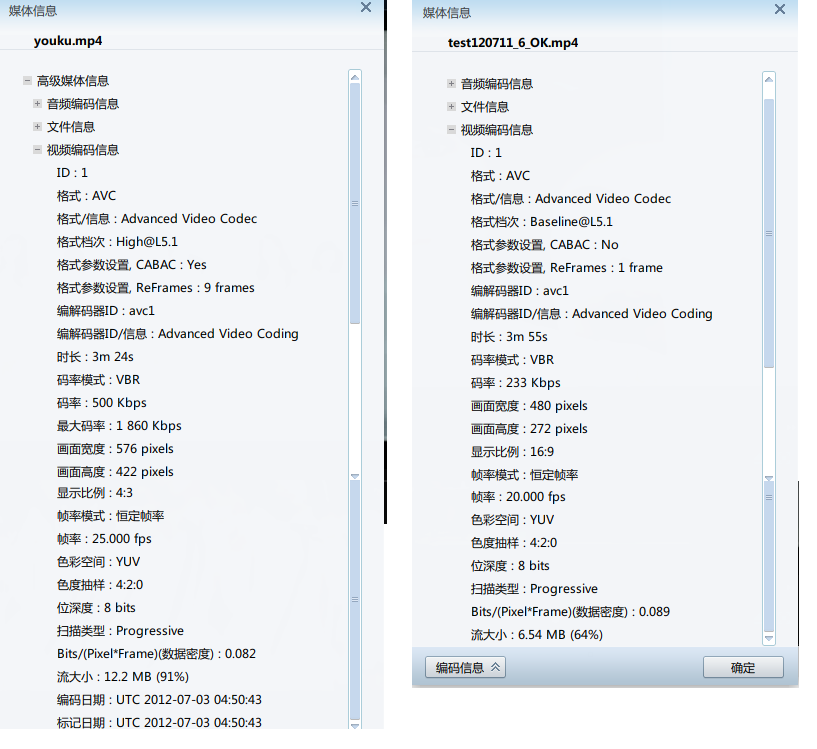 媒体信息
youku.mp4
高级媒体信息
音频编码信息
文件信息
视频编码信息
ID : 1
格式 : AVC
格式/信息 : Advanced Video Codec
格式档次 : High@L5.1
格式参数设置, CABAC : Yes
格式参数设置, ReFrames : 9 frames
编解码器ID : avc1
编解码器ID/信息 : Advanced Video Coding
时长 : 3m 24s
码率模式 : VBR
码率 : 500 Kbps
最大码率 : 1 860 Kbps
画面宽度 : 576 pixels
画面高度 : 422 pixels
显示比例 : 4:3
帧率模式 : 恒定帧率
帧率 : 25.000 fps
色彩空间 : YUV
色度抽样 : 4:2:0
位深度 : 8 bits
扫描类型 : Progressive
Bits/(Pixel*Frame)(数据密度) : 0.082
流大小 : 12.2 MB (91%)
编码日期 : UTC 2012-07-03 04:50:43
标记日期 : UTC 2012-07-03 04:50:43
媒体信息
test120711_6_OK.mp4
音频编码信息
文件信息
视频编码信息
ID : 1
格式 : AVC
格式/信息 : Advanced Video Codec
格式档次 : Baseline@L5.1
格式参数设置, CABAC : No
格式参数设置, ReFrames : 1 frame
编解码器ID : avc1
编解码器ID/信息 : Advanced Video Coding
时长 : 3m 55s
码率模式 : VBR
码率 : 233 Kbps
画面宽度 : 480 pixels
画面高度 : 272 pixels
显示比例 : 16:9
帧率模式 : 恒定帧率
帧率 : 20.000 fps
色彩空间 : YUV
色度抽样 : 4:2:0
位深度 : 8 bits
扫描类型 : Progressive
Bits/(Pixel*Frame)(数据密度) : 0.089
流大小 : 6.54 MB (64%)
编码信息
确定